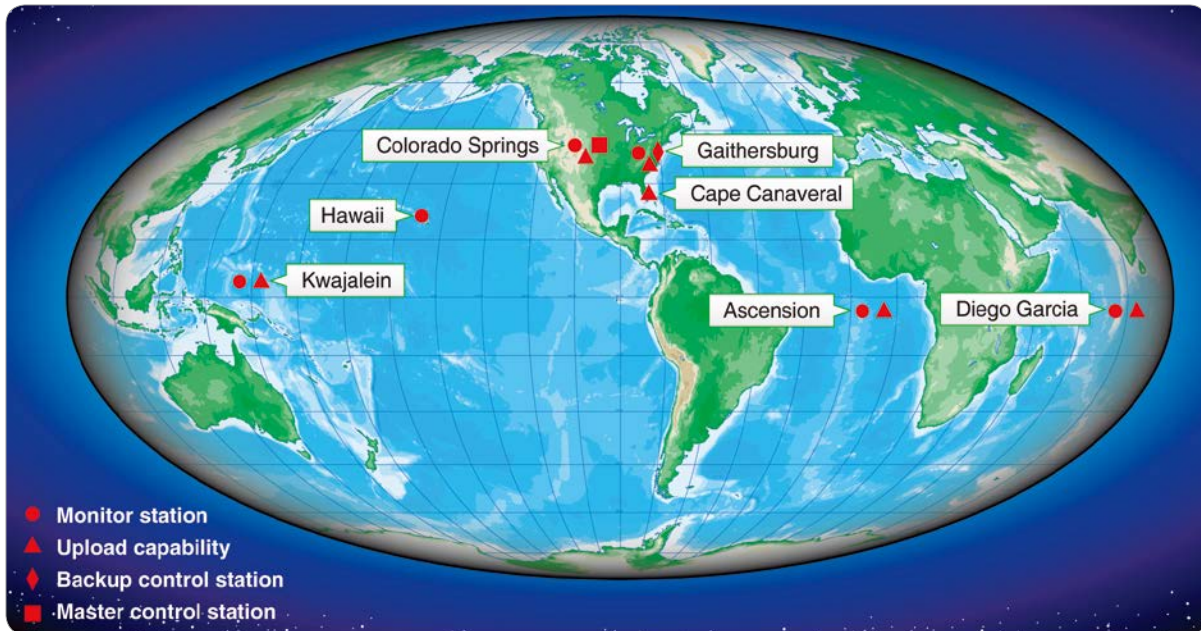 Colorado Springs
Gaithersburg
Cape Canaveral
Hawaii
Kwajalein
Ascension
Diego Garcia
Monitor station
Upload capability
Backup control station
Master control station